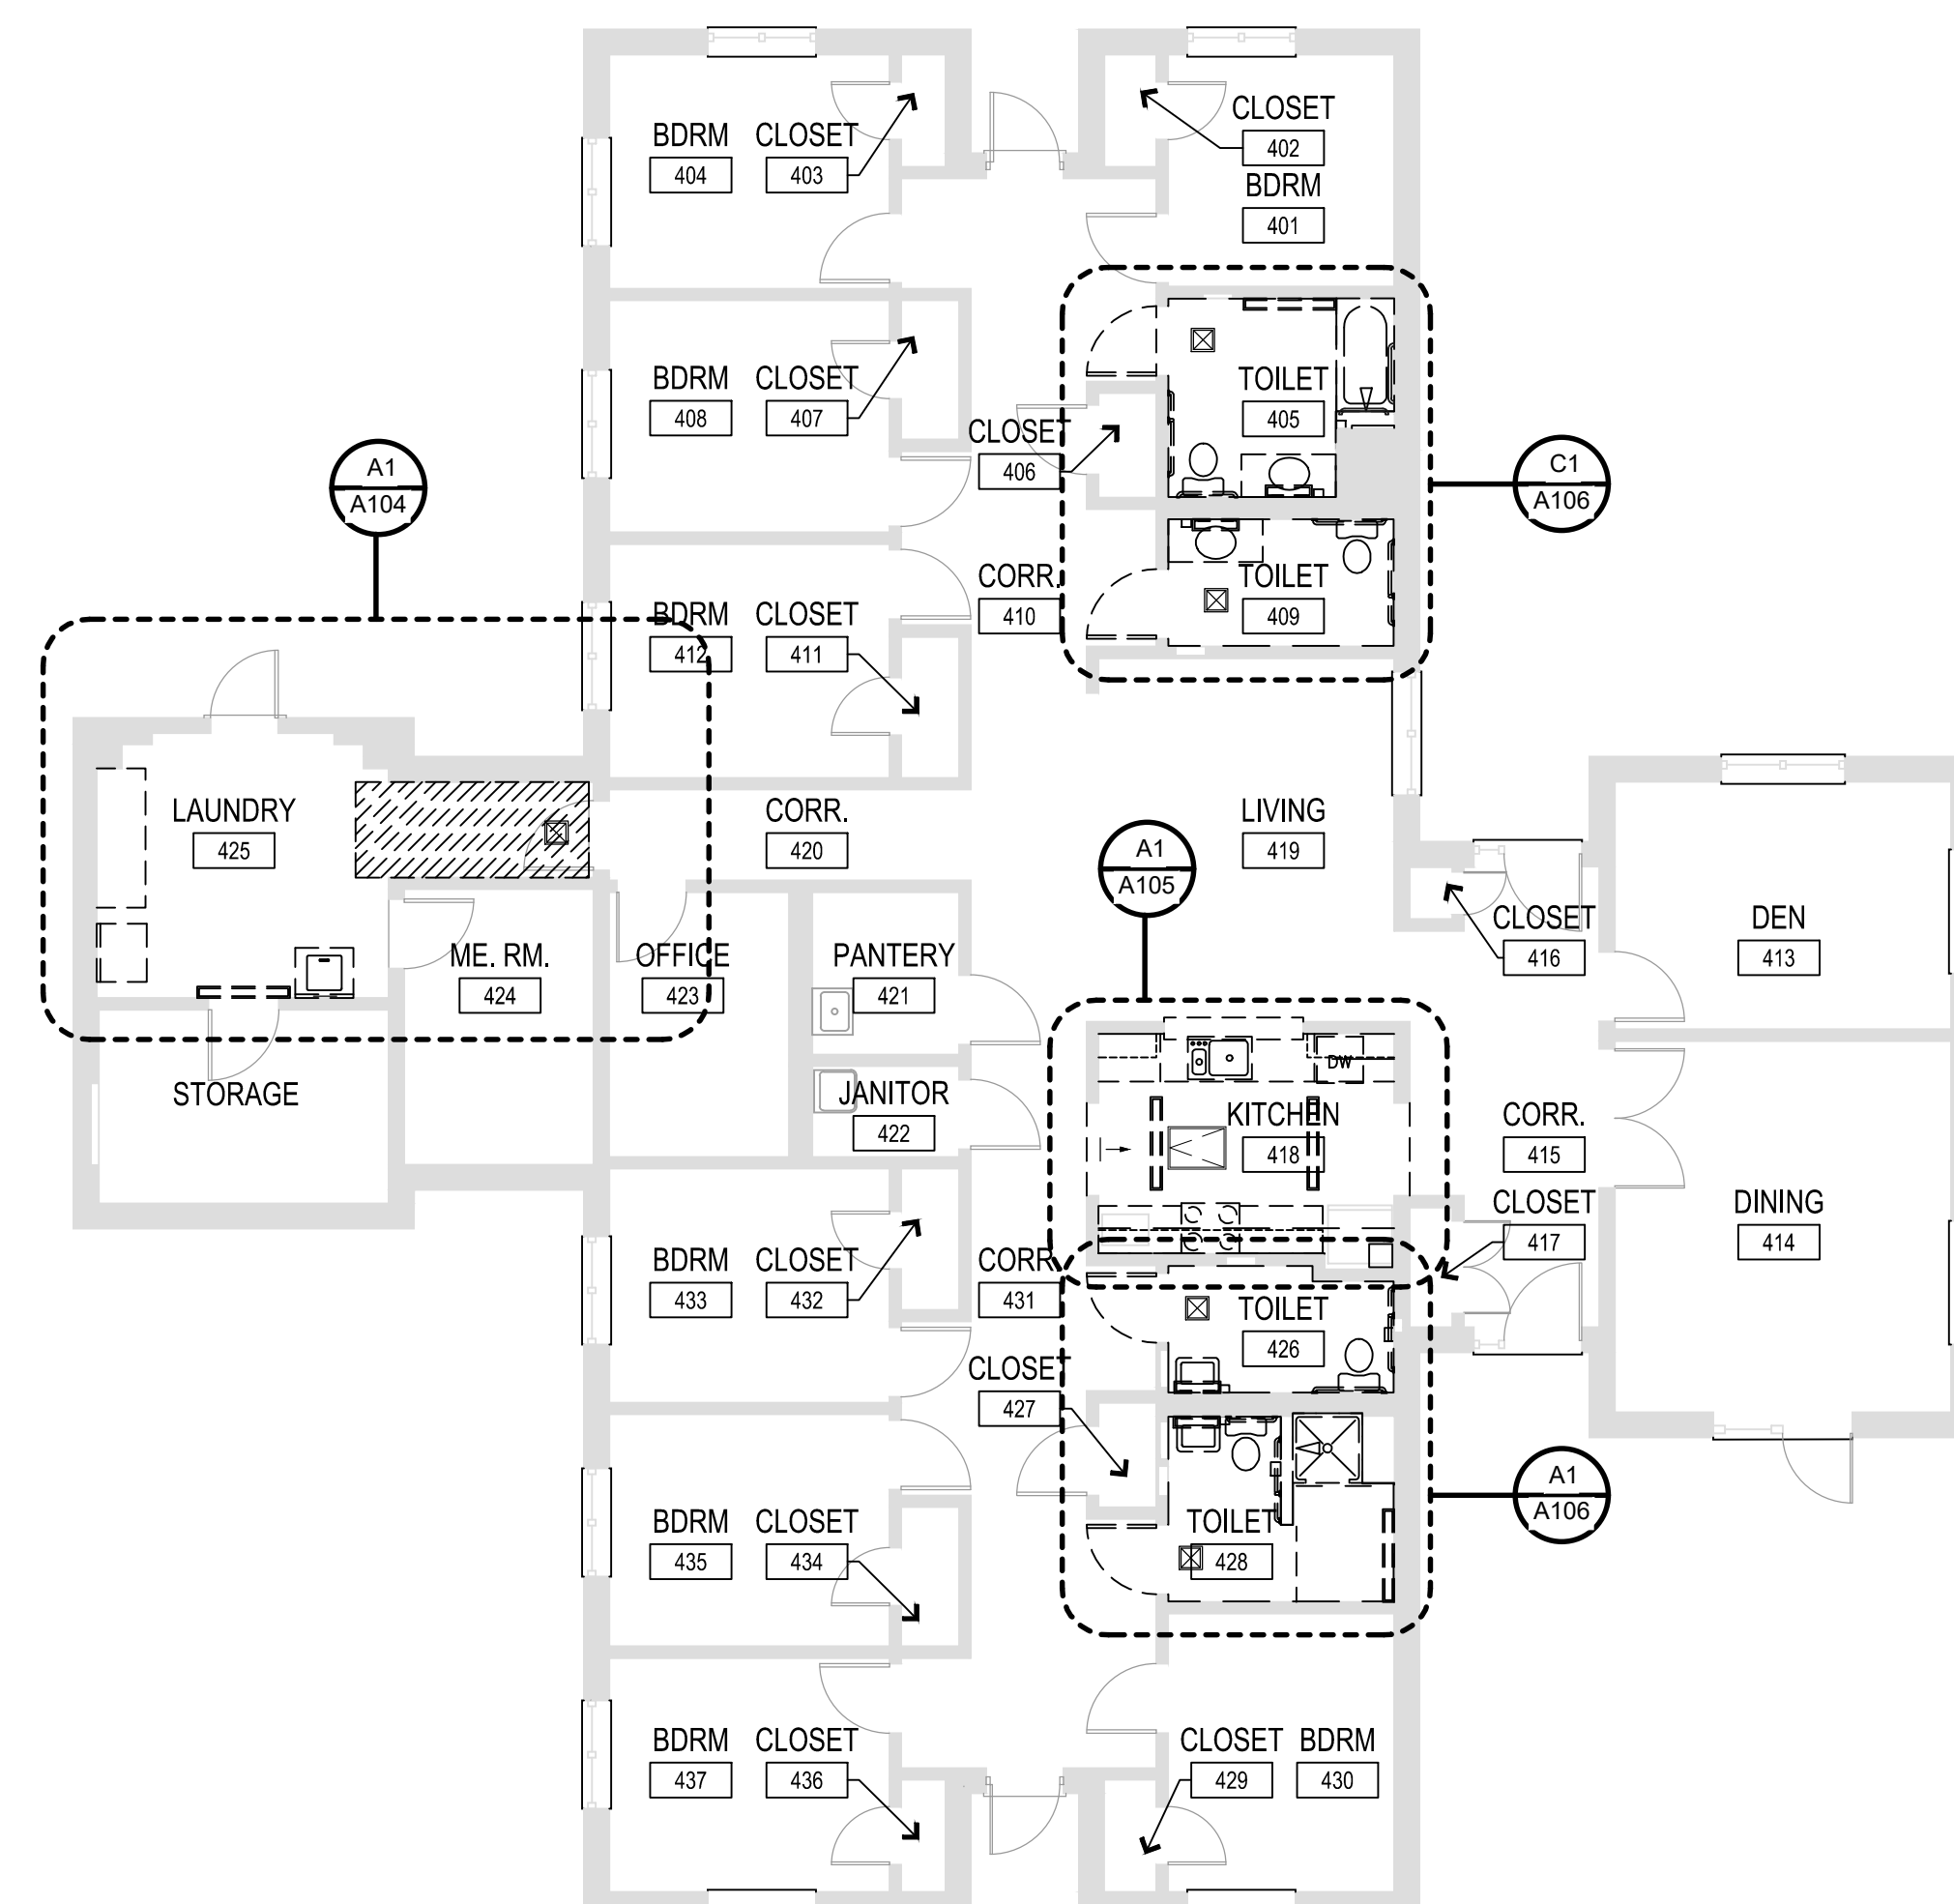 CLOSET
402
BDRM
401
BDRM
404
CLOSET
403
BDRM
408
CLOSET
407
CLOSET
406
TOILET
405
C1
A106
A1
A104
BDRM
412
CLOSET
411
CORR.
410
TOILET
409
LAUNDRY
425
CORR.
420
LIVING
419
A1
A105
CLOSET
416
DEN
413
ME. RM.
424
OFFICE
423
PANTERY
421
STORAGE
JANITOR
422
DW
KITCHEN
418
CORR.
415
CLOSET
417
DINING
414
BDRM
433
CLOSET
432
CORR.
431
TOILET
426
CLOSET
427
BDRM
435
CLOSET
434
TOILET
428
A1
A106
BDRM
437
CLOSET
436
CLOSET
429
BDRM
430